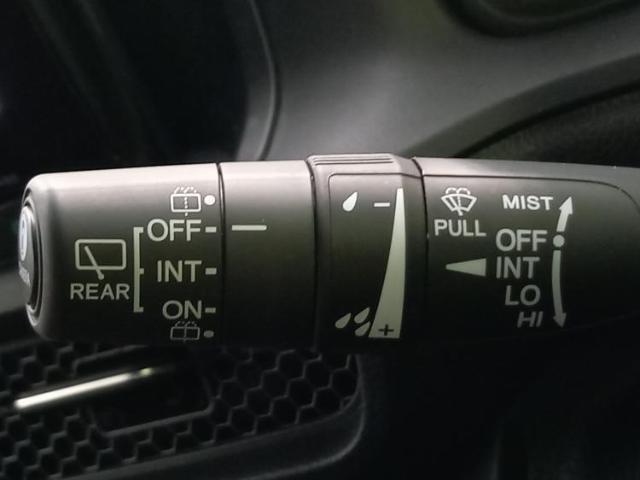 REAR
OFF
INT
ON
−
+
PULL
MIST
OFF
INT
LO
HI